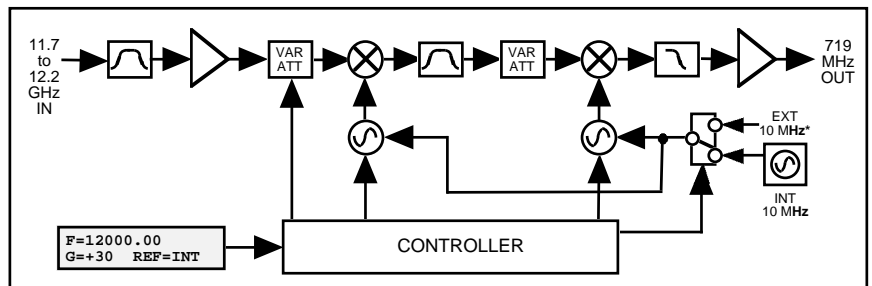 11.7
to
12.2
GHz
IN
VAR
ATT
VAR
ATT
719
MHz
OUT
EXT
10 MHz*
INT
10 MHz
F=12000.00
G=+30 REF=INT
CONTROLLER